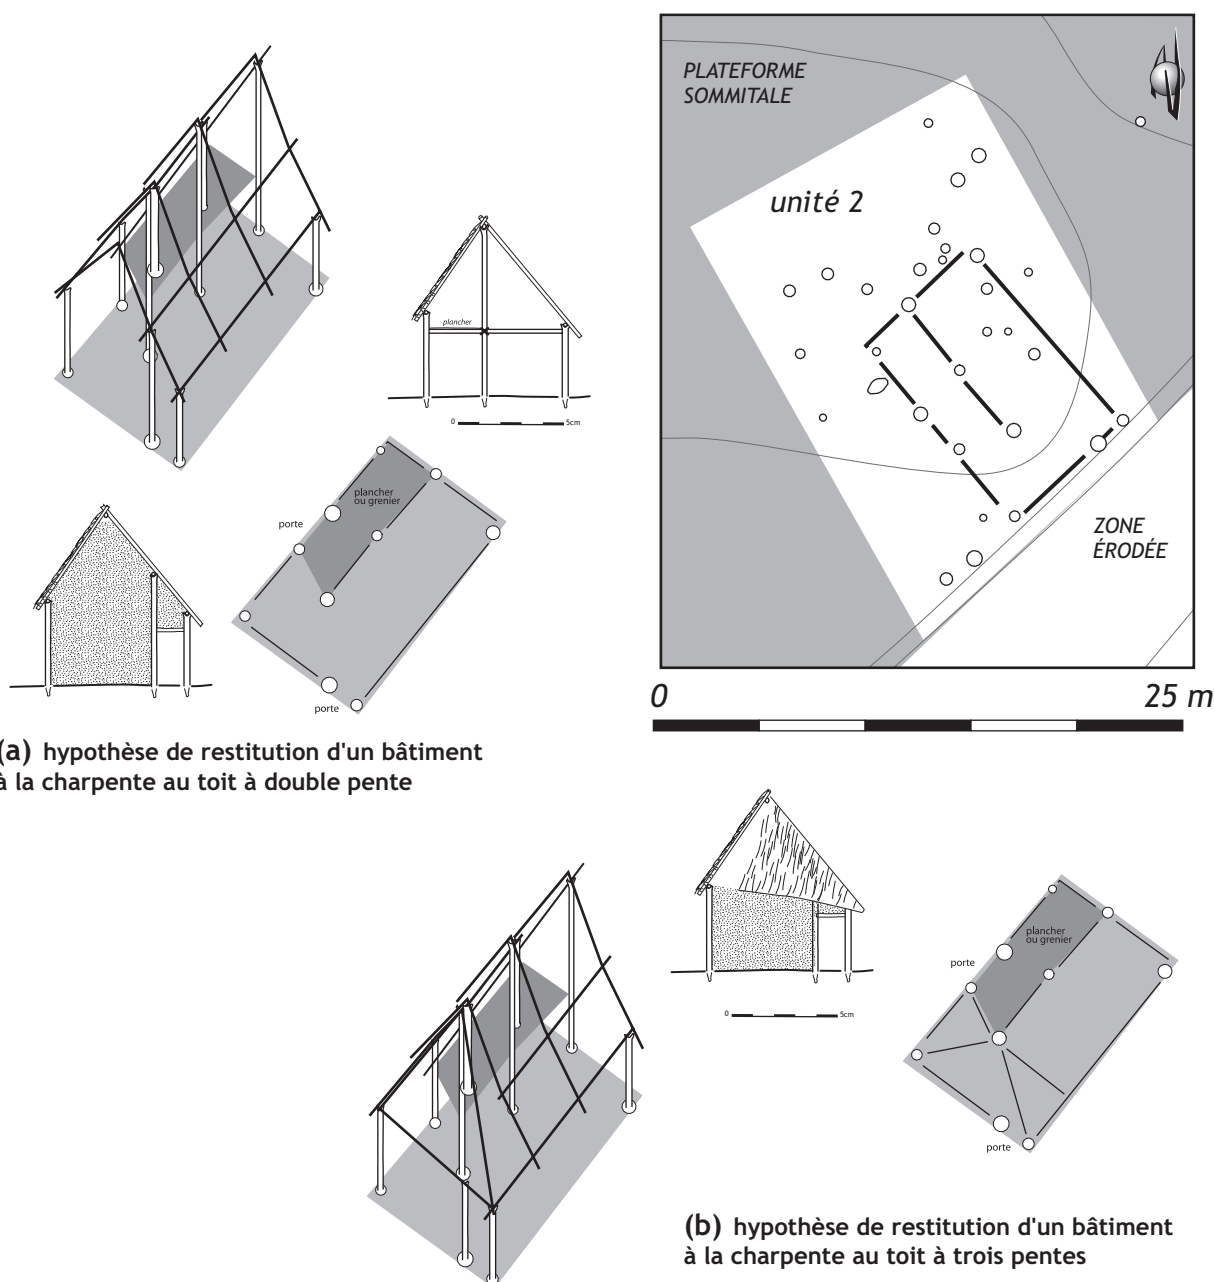 PLATEFORME
SOMMITALE
unité 2
ZONE
ÉRODÉE
0
25 m
plancher
0
5cm
plancher
ou grenier
porte
porte
(a) hypothèse de restitution d'un bâtiment
à la charpente au toit à double pente
0
5cm
plancher
ou grenier
porte
porte
(b) hypothèse de restitution d'un bâtiment
à la charpente au toit à trois pentes